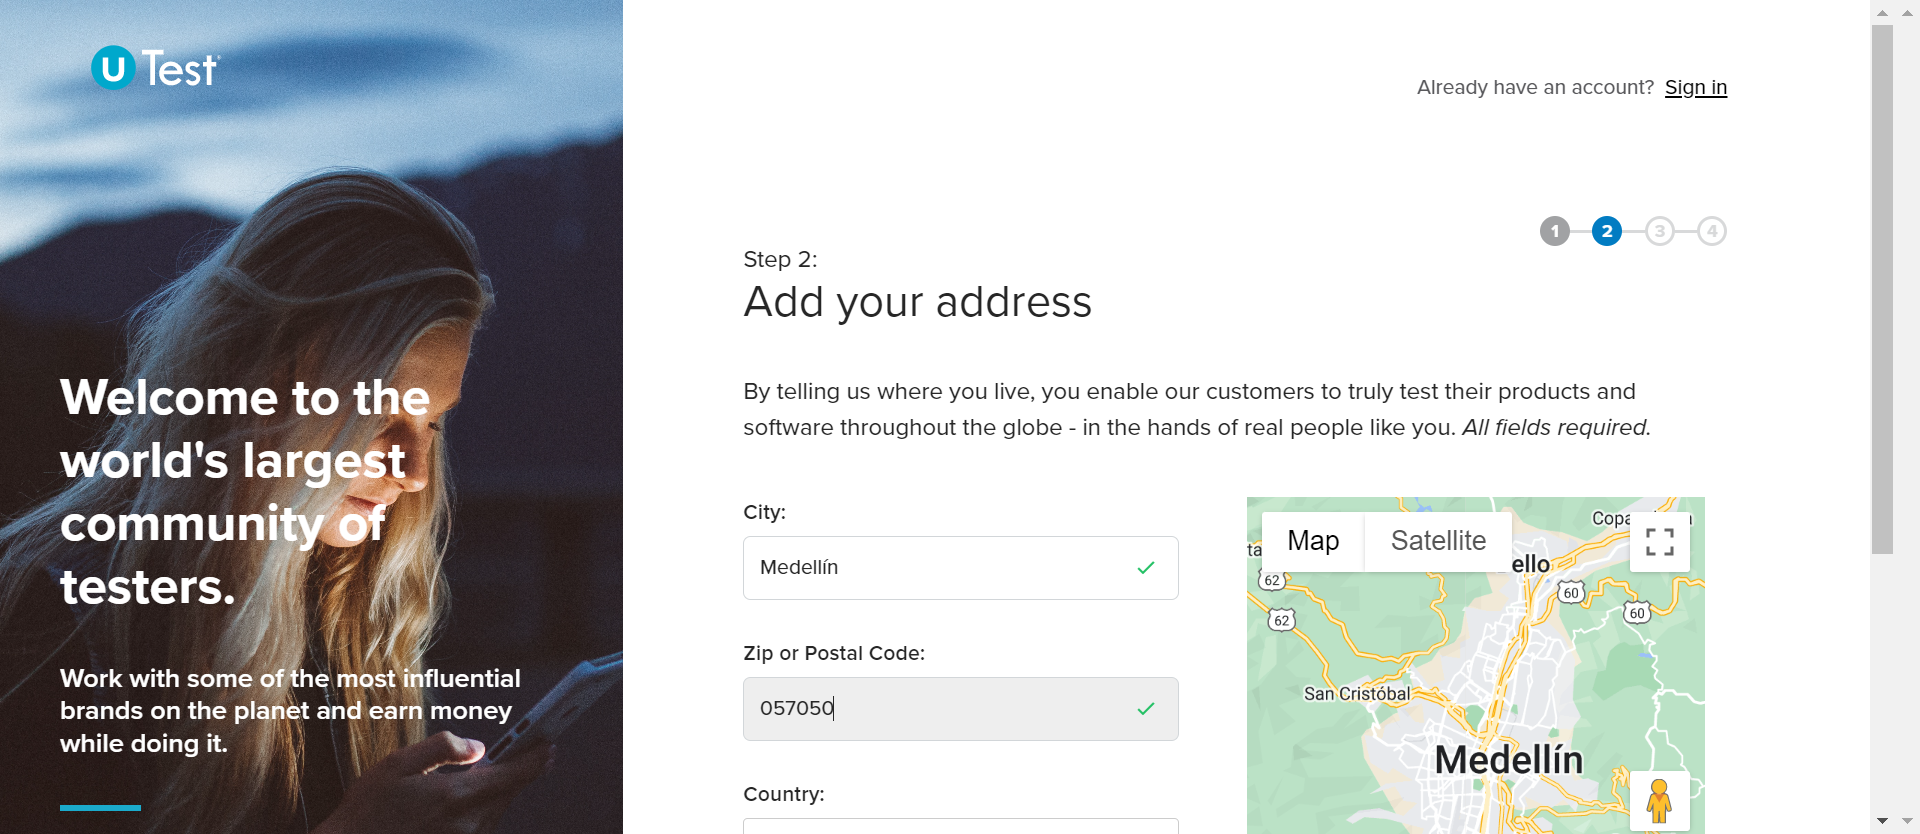 uTest
Welcome to the
world's largest
community of
testers.
Work with some of the most influential
brands on the planet and earn money
while doing it.
Already have an account? Sign in
1 2 3 4
Step 2:
Add your address
By telling us where you live, you enable our customers to truly test their products and
software throughout the globe - in the hands of real people like you. All fields required.
City:
Medellín
Zip or Postal Code:
057050
Country:
Map Satellite
62
62
60
60
San Cristóbal
Medellín